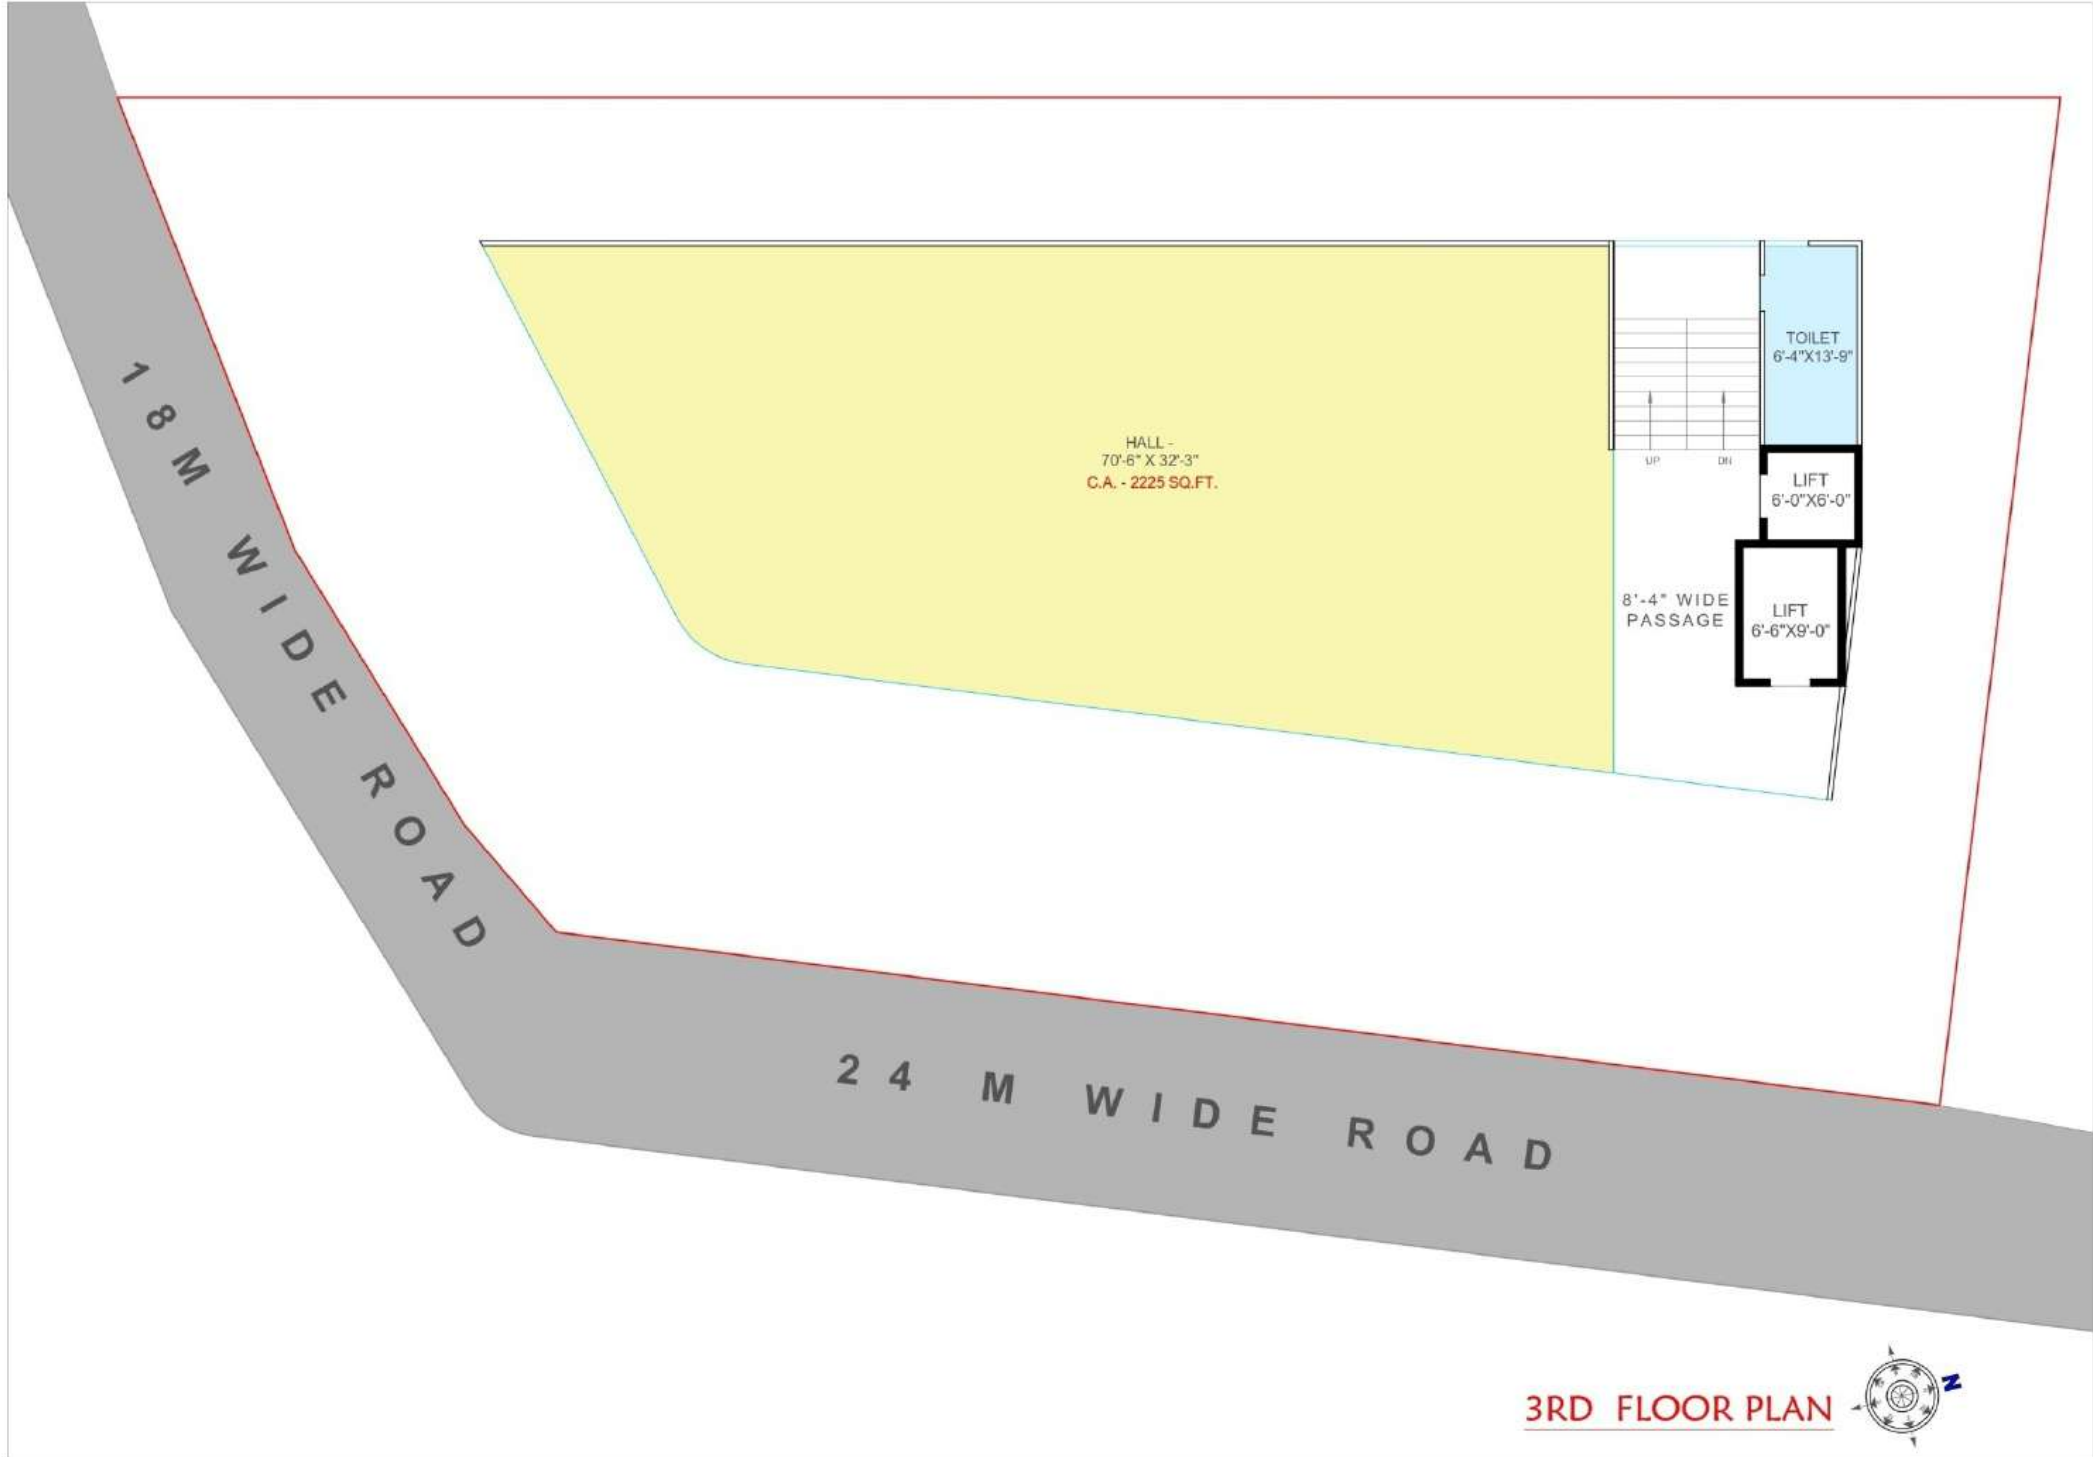 TOILET
6'-4"X13'-9"
18M WIDE ROAD
HALL -
70'-6" X 32'-3"
C.A. - 2225 SQ.FT.
UP
DN
LIFT
6'-0"X6'-0"
8'-4" WIDE
PASSAGE
LIFT
6'-6"X9'-0"
24 M WIDE ROAD
3RD FLOOR PLAN
N